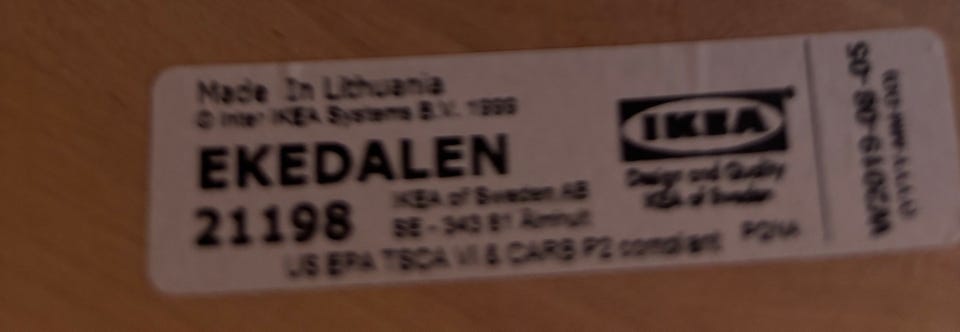 Made In Lithuania
© Inter IKEA Systems B.V. 1999
EKEDALEN
21198
IKEA of Sweden AB
SE - 343 81 Älmhult
US EPA TSCA VI & CARB P2 compliant
IKEA®
Design and Quality
IKEA of Sweden